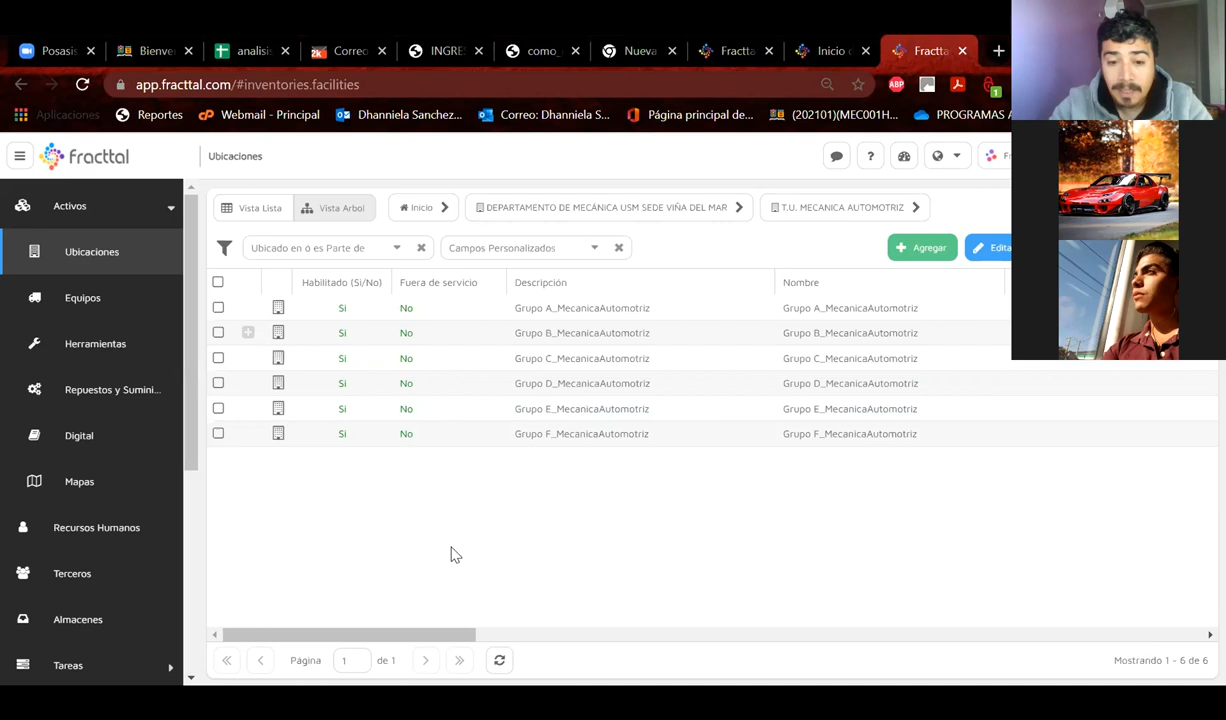 Posasis
Bienve
analisis
Correo
INGRE
como_
Nueva
Fractta
Inicio
Fractta
app.fracttal.com/#inventories.facilities
ABP
1
Aplicaciones
Reportes
Webmail - Principal
Dhanniela Sanchez...
Correo: Dhanniela S...
Página principal de...
(202101)(MEC001H...
PROGRAMAS A
fracttal
Ubicaciones
?
Activos
Vista Lista
Vista Arbol
Inicio
DEPARTAMENTO DE MECÁNICA USM SEDE VIÑA DEL MAR
T.U. MECANICA AUTOMOTRIZ
Ubicaciones
Ubicado en ó es Parte de
Campos Personalizados
Agregar
Edita
Habilitado (Si/No)
Fuera de servicio
Descripción
Nombre
Si No Grupo A_MecanicaAutomotriz Grupo A_MecanicaAutomotriz
Si No Grupo B_MecanicaAutomotriz Grupo B_MecanicaAutomotriz
Si No Grupo C_MecanicaAutomotriz Grupo C_MecanicaAutomotriz
Si No Grupo D_MecanicaAutomotriz Grupo D_MecanicaAutomotriz
Si No Grupo E_MecanicaAutomotriz Grupo E_MecanicaAutomotriz
Si No Grupo F_MecanicaAutomotriz Grupo F_MecanicaAutomotriz
Equipos
Herramientas
Repuestos y Sumini...
Digital
Mapas
Recursos Humanos
Terceros
Almacenes
Tareas
Página 1 de 1
Mostrando 1 - 6 de 6